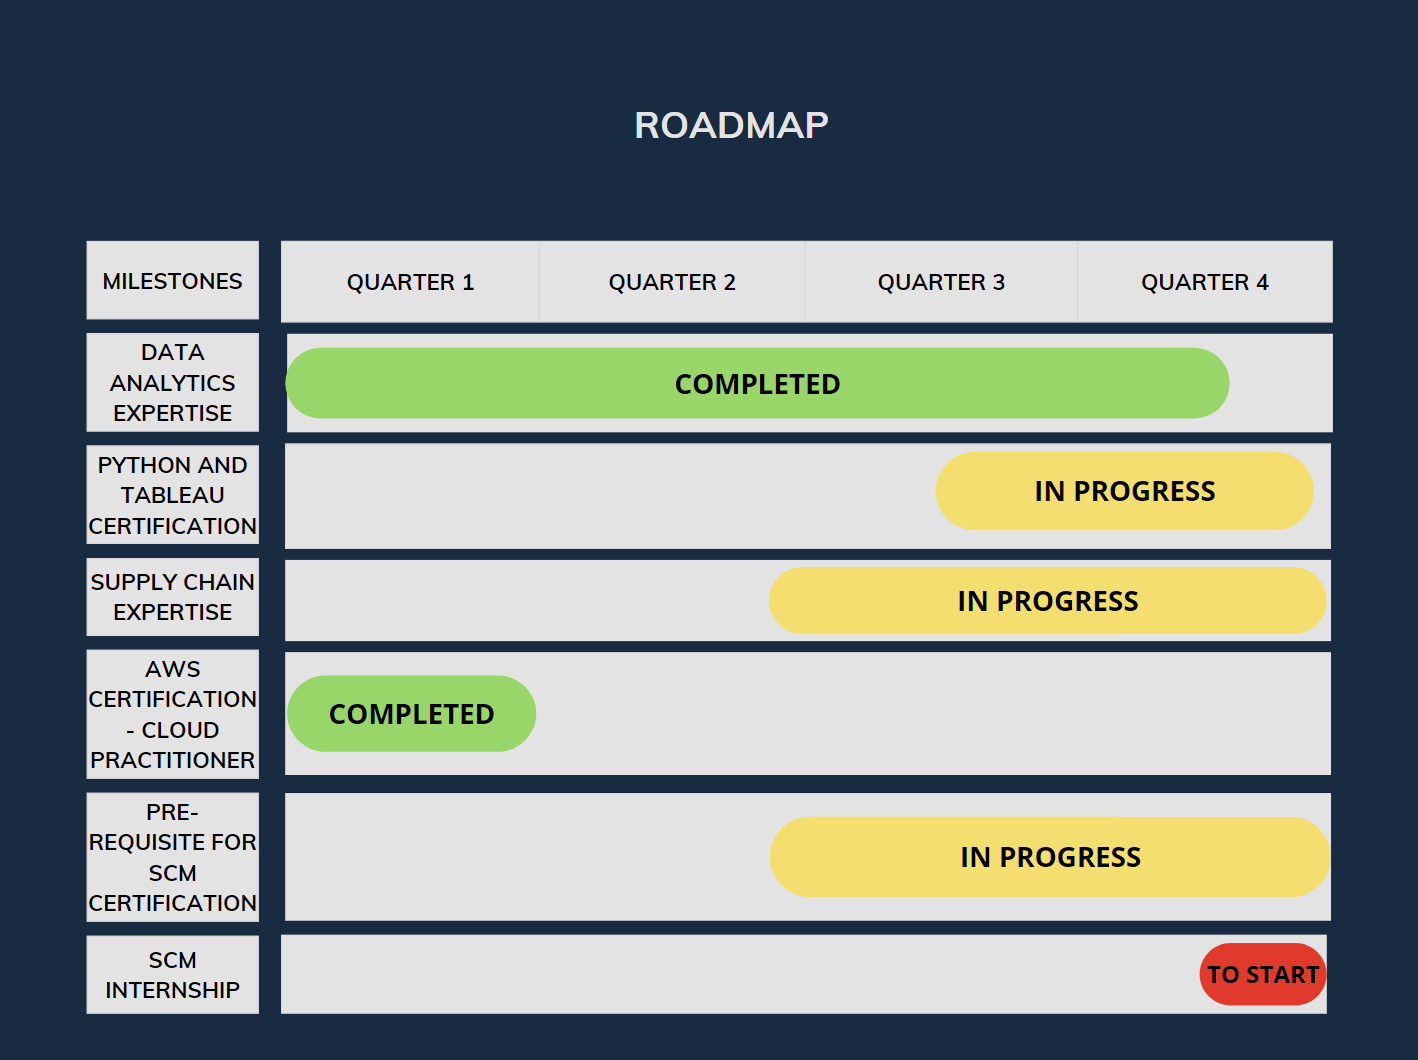 ROADMAP
MILESTONES
QUARTER 1
QUARTER 2
QUARTER 3
QUARTER 4
DATA
ANALYTICS
EXPERTISE
COMPLETED
PYTHON AND
TABLEAU
CERTIFICATION
IN PROGRESS
SUPPLY CHAIN
EXPERTISE
IN PROGRESS
AWS
CERTIFICATION
- CLOUD
PRACTITIONER
COMPLETED
PRE-
REQUISITE FOR
SCM
CERTIFICATION
IN PROGRESS
SCM
INTERNSHIP
TO START